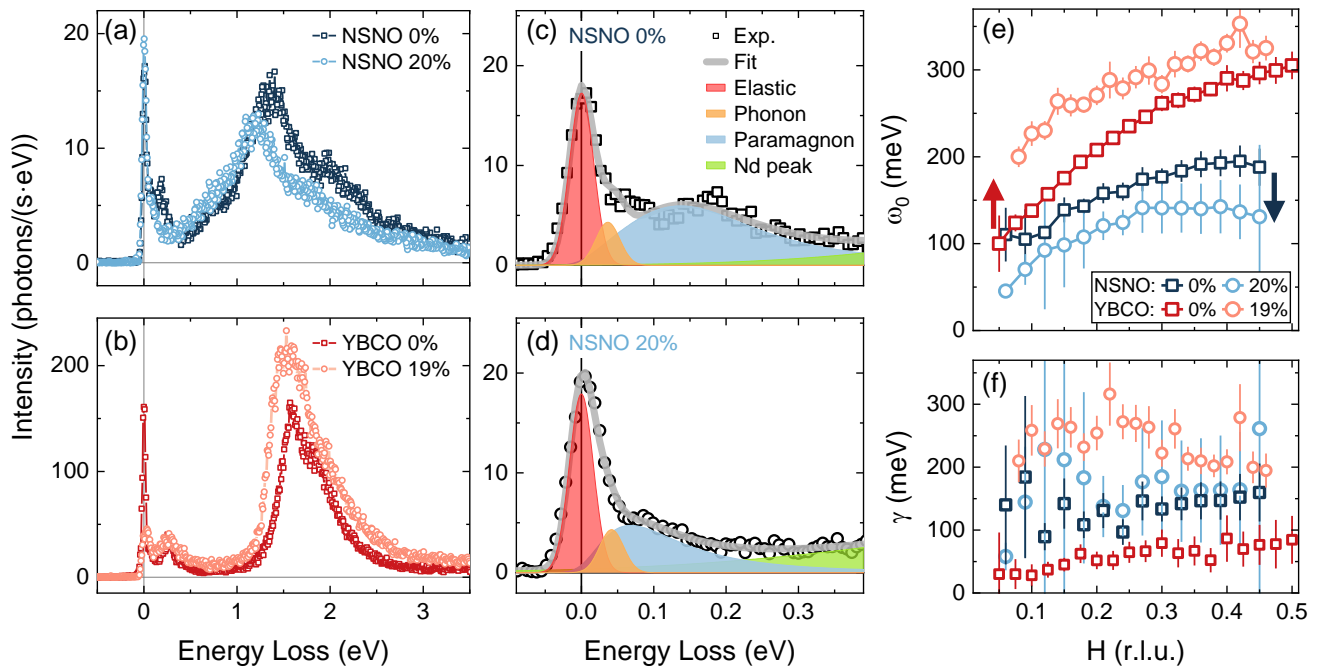 Intensity (photons/(s·eV))
(a)
NSNO 0%
NSNO 20%
20
10
0
(b)
YBCO 0%
YBCO 19%
200
100
0
0 1 2 3
Energy Loss (eV)
(c) NSNO 0%
Exp.
Fit
Elastic
Phonon
Paramagnon
Nd peak
20
10
0
(d) NSNO 20%
20
10
0
0.0 0.1 0.2 0.3
Energy Loss (eV)
(e)
ω₀ (meV)
300
200
100
0
NSNO: 0% 20%
YBCO: 0% 19%
(f)
γ (meV)
300
200
100
0
0.1 0.2 0.3 0.4 0.5
H (r.l.u.)